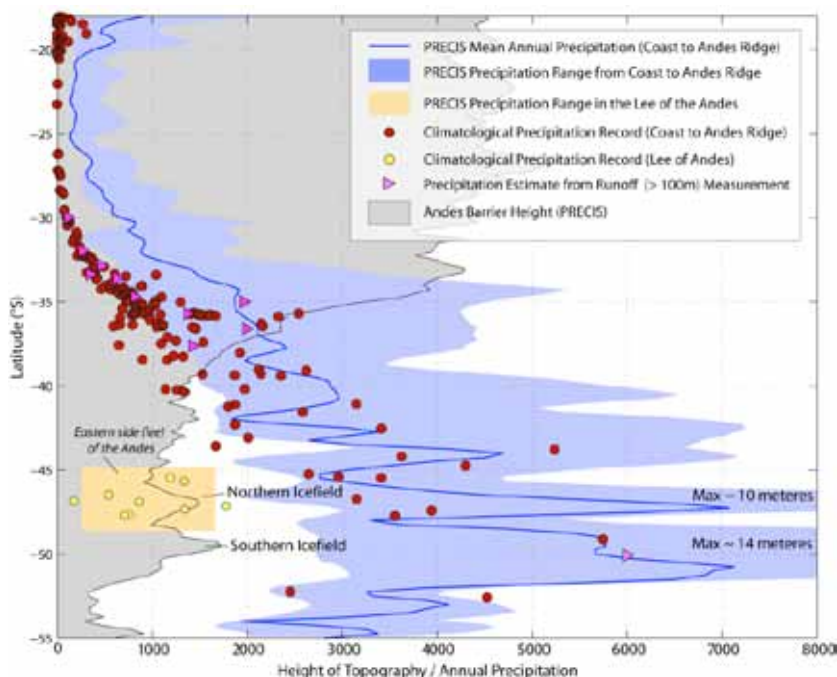 PRECIS Mean Annual Precipitation (Coast to Andes Ridge)
PRECIS Precipitation Range from Coast to Andes Ridge
PRECIS Precipitation Range in the Lee of the Andes
Climatological Precipitation Record (Coast to Andes Ridge)
Climatological Precipitation Record (Lee of Andes)
Precipitation Estimate from Runoff (> 100m) Measurement
Andes Barrier Height (PRECIS)
-20
-25
-30
-35
-40
-45
-50
-55
Latitude (°S)
Eastern side (lee)
of the Andes
Northern Icefield
Southern Icefield
Max ~ 10 meteres
Max ~ 14 meteres
0
1000
2000
3000
4000
5000
6000
7000
8000
Height of Topography / Annual Precipitation